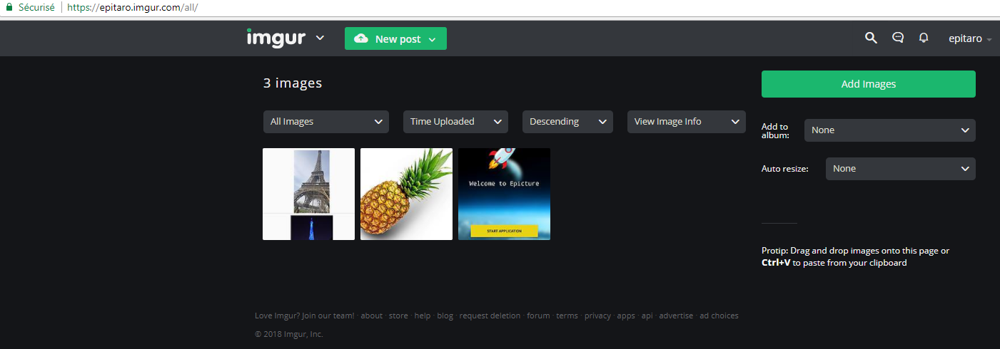 Sécurisé https://epitaro.imgur.com/all/
imgur New post epitaro
3 images
Add Images
All Images Time Uploaded Descending View Image Info
Add to
album:
None
Auto resize: None
Welcome to Epicture
START APPLICATION
Protip: Drag and drop images onto this page or
Ctrl+V to paste from your clipboard
Love Imgur? Join our team! · about · store · help · blog · request deletion · forum · terms · privacy · apps · api · advertise · ad choices
© 2018 Imgur, Inc.